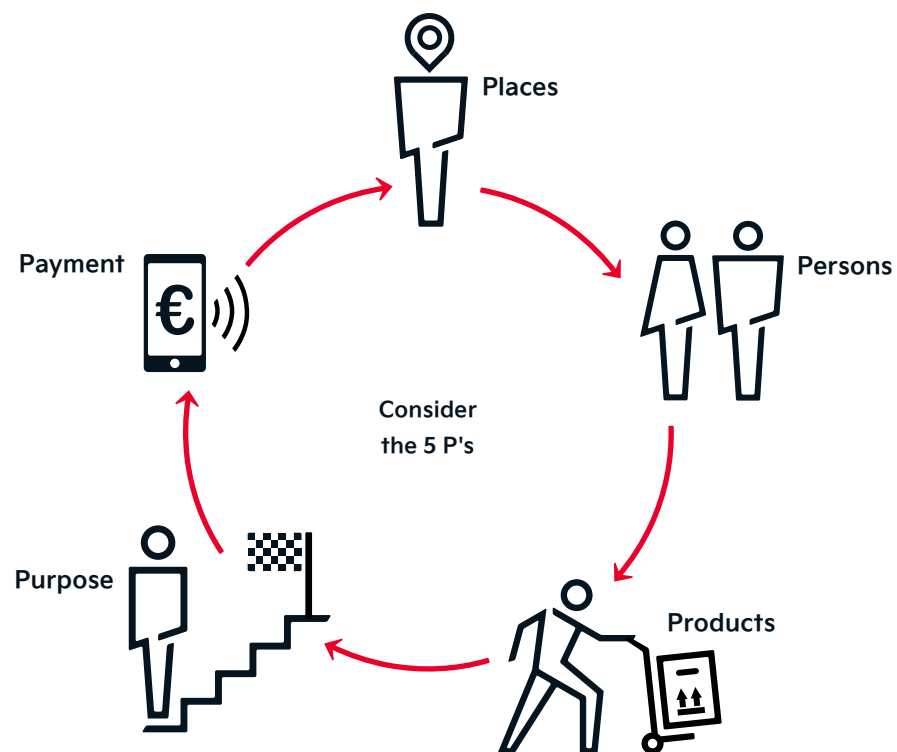 Places
Persons
Payment
€
Consider
the 5 P's
Purpose
Products